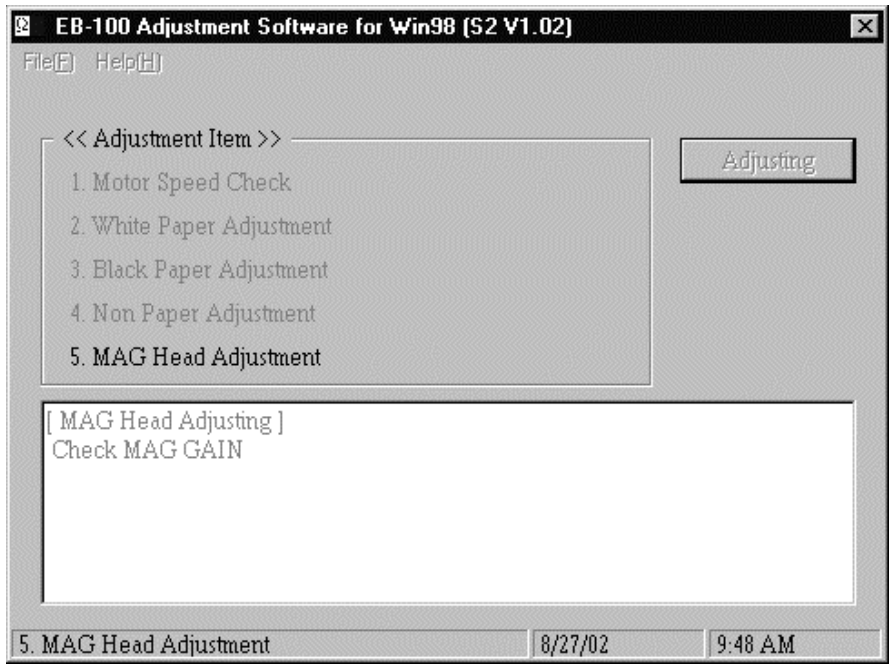 EB-100 Adjustment Software for Win98 (S2 V1.02)
File(F) Help(H)
<< Adjustment Item >>
Adjusting
1. Motor Speed Check
2. White Paper Adjustment
3. Black Paper Adjustment
4. Non Paper Adjustment
5. MAG Head Adjustment
[ MAG Head Adjusting ]
Check MAG GAIN
5. MAG Head Adjustment 8/27/02 9:48 AM